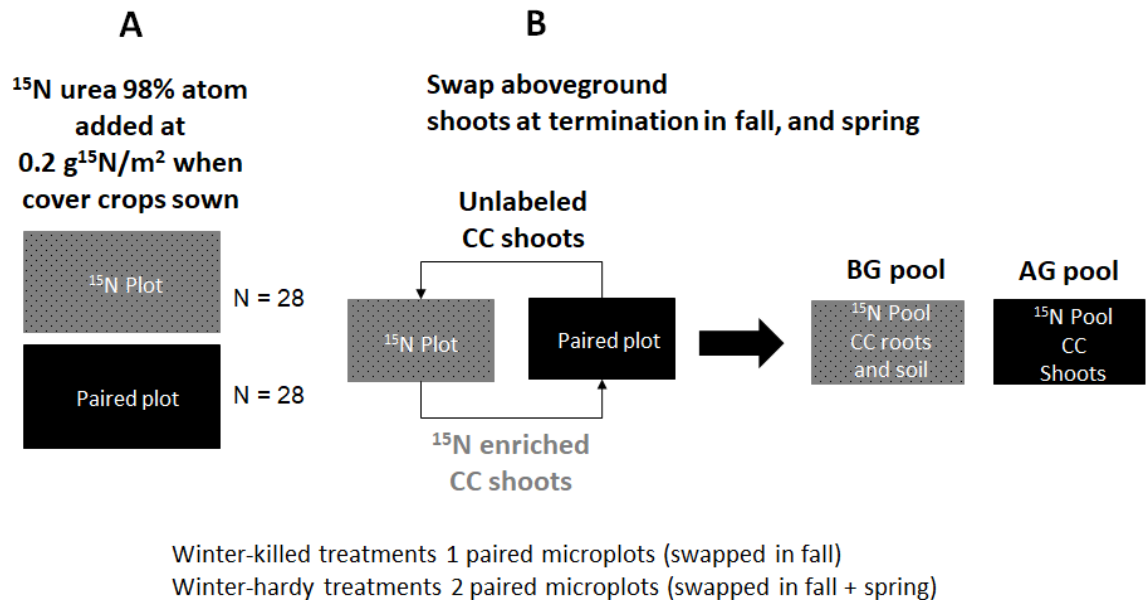 A
B
¹⁵N urea 98% atom
added at
0.2 g¹⁵N/m² when
cover crops sown
Swap aboveground
shoots at termination in fall, and spring
Unlabeled
CC shoots
¹⁵N Plot
N = 28
Paired plot
N = 28
¹⁵N Plot
Paired plot
¹⁵N enriched
CC shoots
BG pool
¹⁵N Pool
CC roots
and soil
AG pool
¹⁵N Pool
CC
Shoots
Winter-killed treatments 1 paired microplots (swapped in fall)
Winter-hardy treatments 2 paired microplots (swapped in fall + spring)